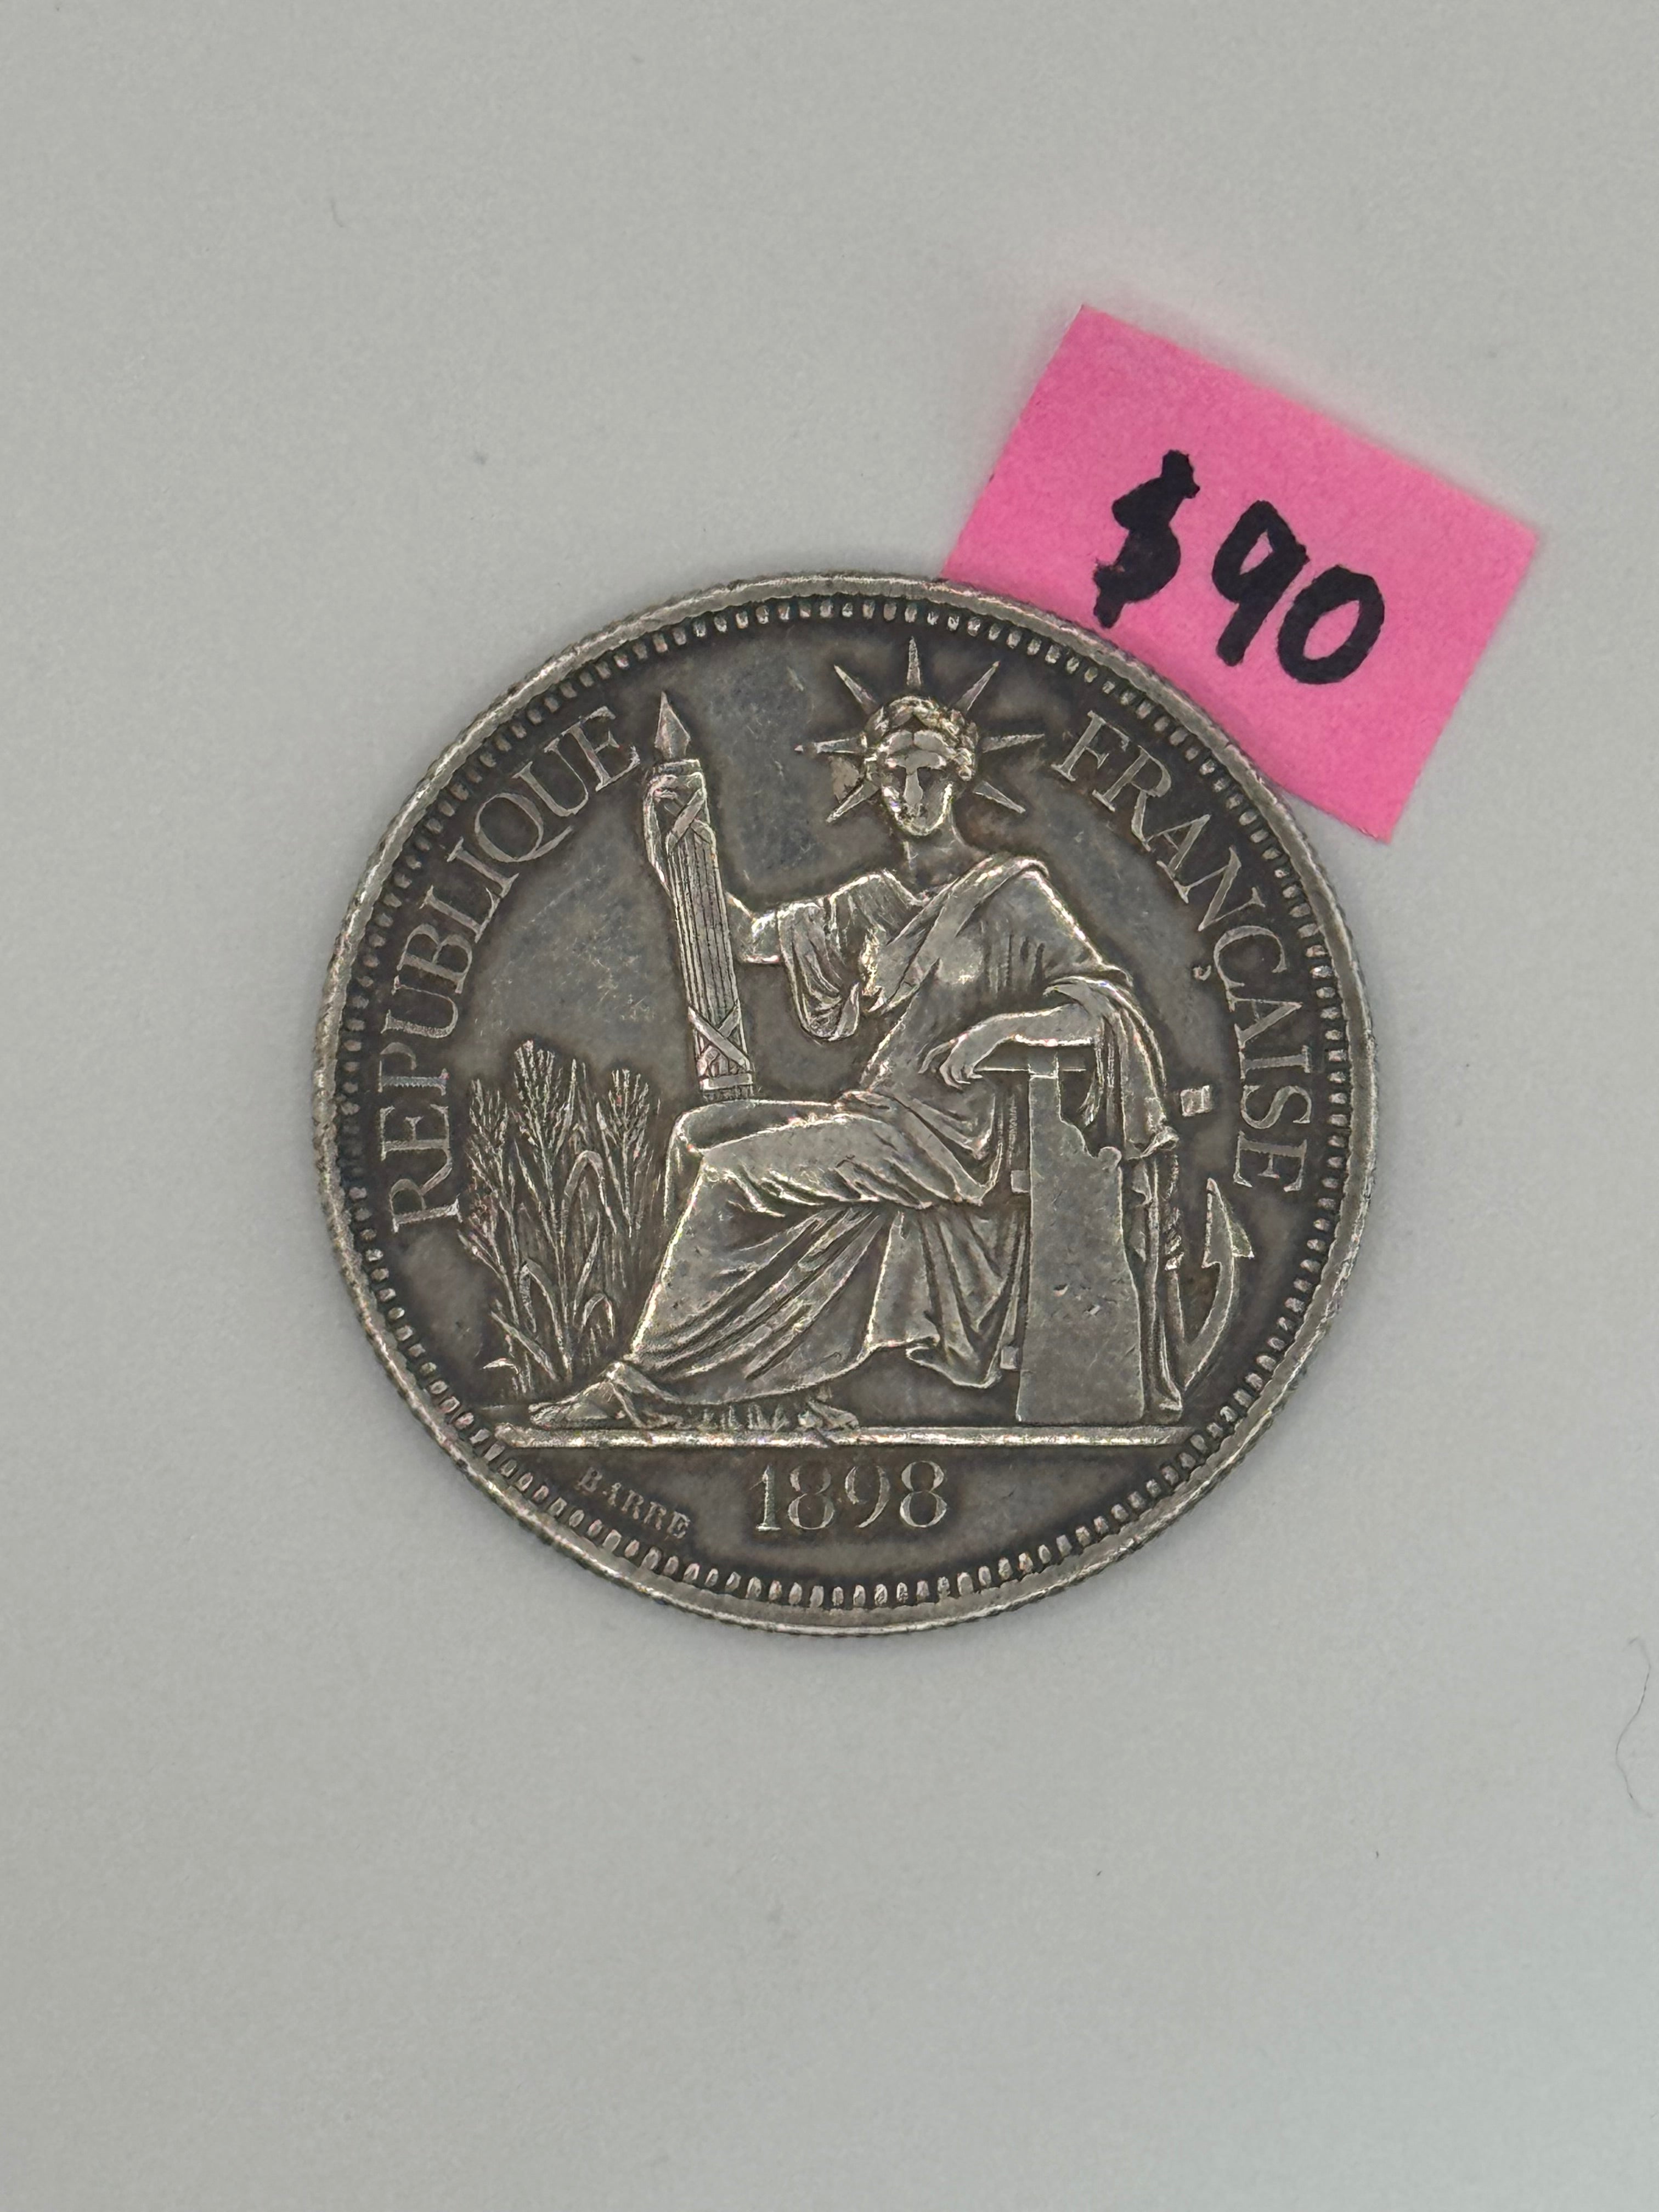 $90
REPUBLIQUE FRANÇAISE
BARRE
1898